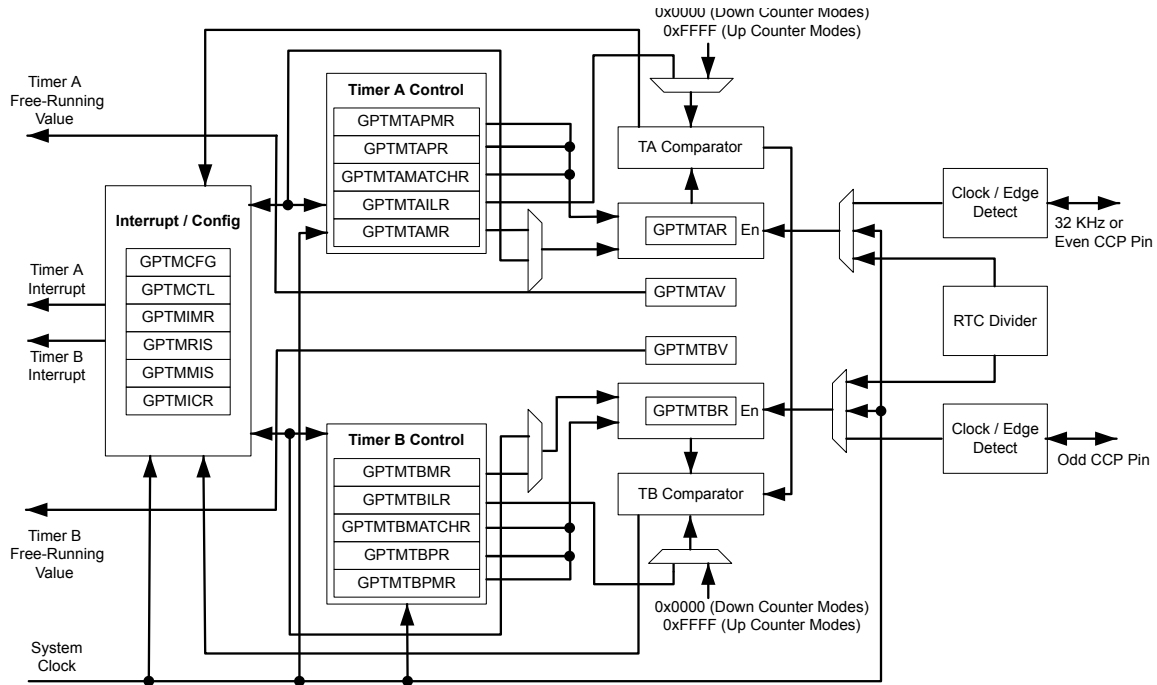 0x0000 (Down Counter Modes)
0xFFFF (Up Counter Modes)
Timer A
Free-Running
Value
Timer A Control
GPTMTAPMR
GPTMTAPR
GPTMTAMATCHR
GPTMTAILR
GPTMTAMR
TA Comparator
GPTMTAR
En
Clock / Edge
Detect
32 KHz or
Even CCP Pin
Interrupt / Config
GPTMCFG
GPTMCTL
GPTMIMR
GPTMRIS
GPTMMIS
GPTMICR
Timer A
Interrupt
Timer B
Interrupt
GPTMTAV
GPTMTBV
RTC Divider
GPTMTBR
En
Clock / Edge
Detect
Odd CCP Pin
Timer B Control
GPTMTBMR
GPTMTBILR
GPTMTBMATCHR
GPTMTBPR
GPTMTBPMR
TB Comparator
0x0000 (Down Counter Modes)
0xFFFF (Up Counter Modes)
Timer B
Free-Running
Value
System
Clock